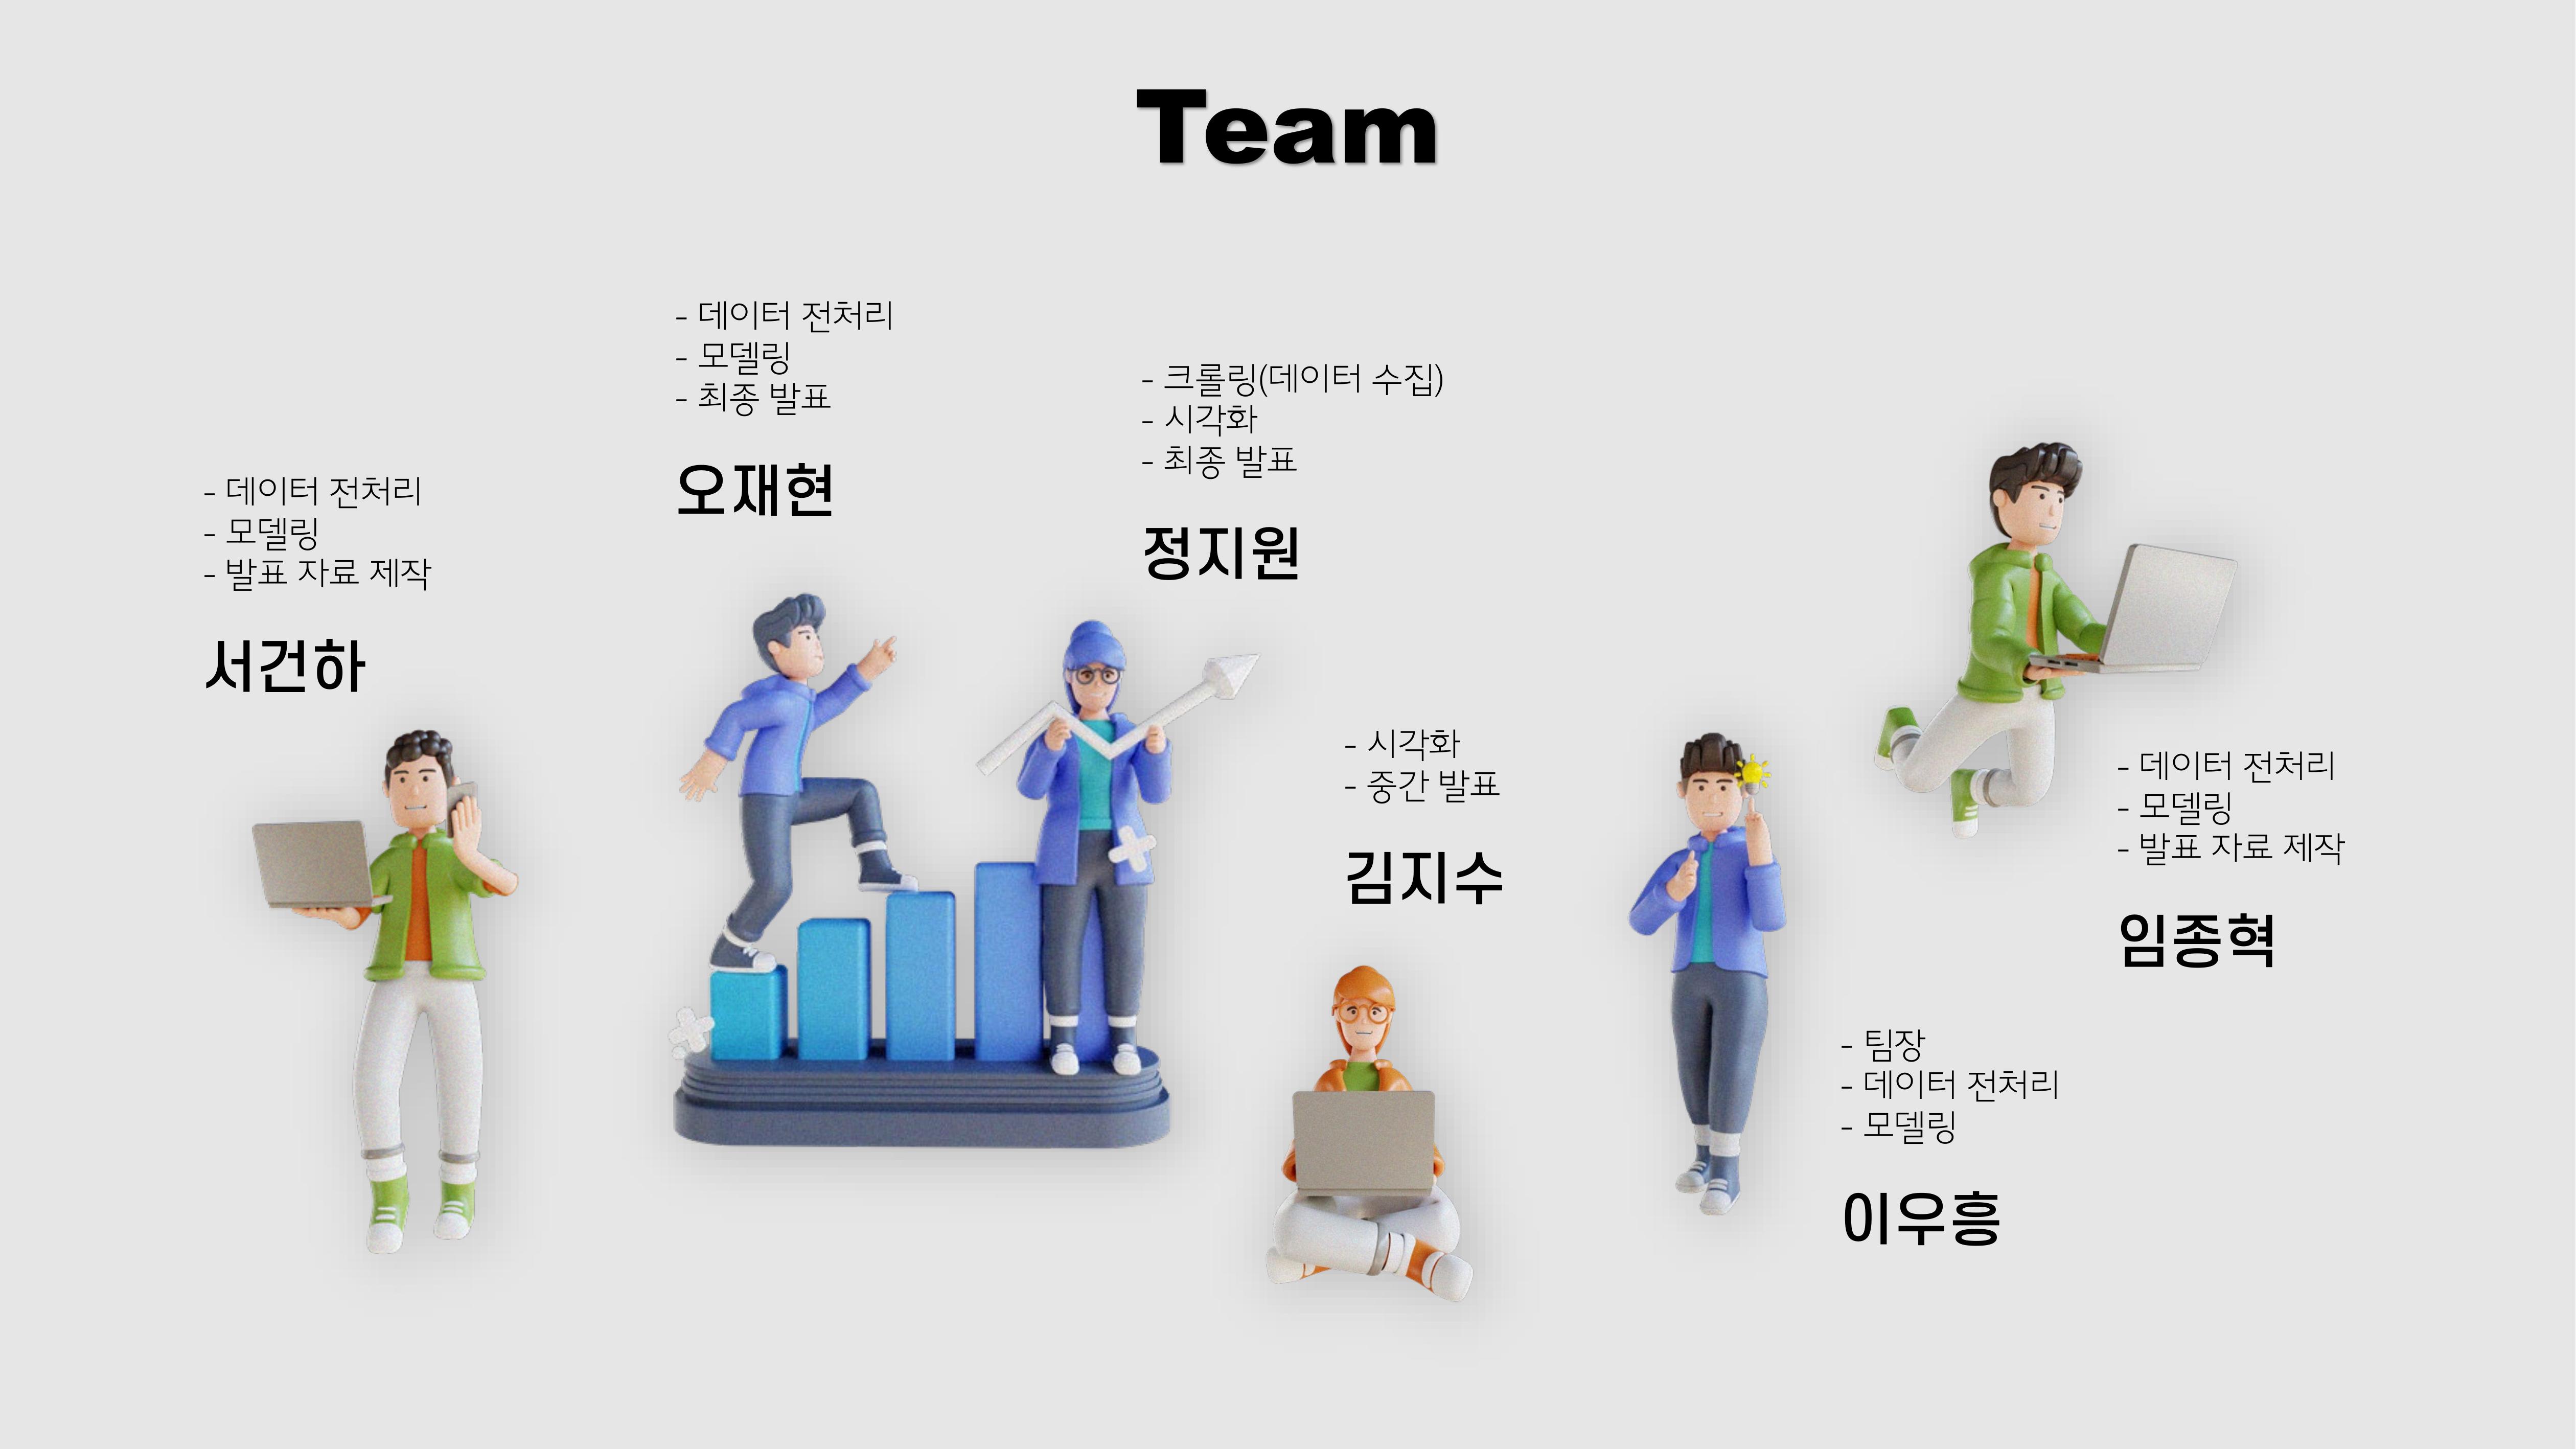 Team
- 데이터 전처리
- 모델링
- 발표 자료 제작
서건하
- 데이터 전처리
- 모델링
- 최종 발표
오재현
- 크롤링(데이터 수집)
- 시각화
- 최종 발표
정지원
- 시각화
- 중간 발표
김지수
- 팀장
- 데이터 전처리
- 모델링
이우흥
- 데이터 전처리
- 모델링
- 발표 자료 제작
임종혁